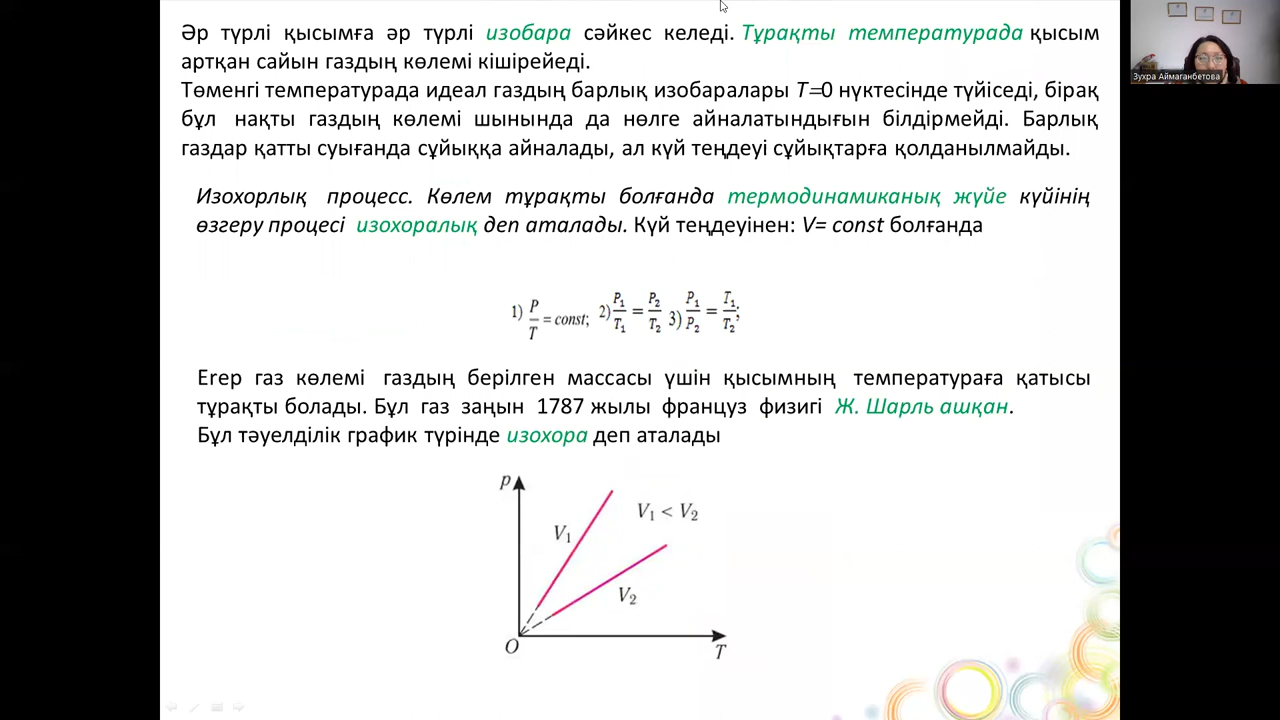 Әр түрлі қысымға әр түрлі изобара сәйкес келеді. Тұрақты температурада қысым
артқан сайын газдың көлемі кішірейеді.
Төменгі температурада идеал газдың барлық изобаралары T=0 нүктесінде түйіседі, бірақ
бұл нақты газдың көлемі шынында да нөлге айналатындығын білдірмейді. Барлық
газдар қатты суығанда сұйыққа айналады, ал күй теңдеуі сұйықтарға қолданылмайды.
Изохорлық процесс. Көлем тұрақты болғанда термодинамиканық жүйе күйінің
өзгеру процесі изохоралық деп аталады. Күй теңдеуінен: V= const болғанда
1) P/T = const; 2) P₁/T₁ = P₂/T₂ 3) P₁/P₂ = T₁/T₂;
Егер газ көлемі газдың берілген массасы үшін қысымның температураға қатысы
тұрақты болады. Бұл газ заңын 1787 жылы француз физигі Ж. Шарль ашқан.
Бұл тәуелділік график түрінде изохора деп аталады
p
V₁ < V₂
V₁
V₂
O
T
Зухра Аймаганбетова